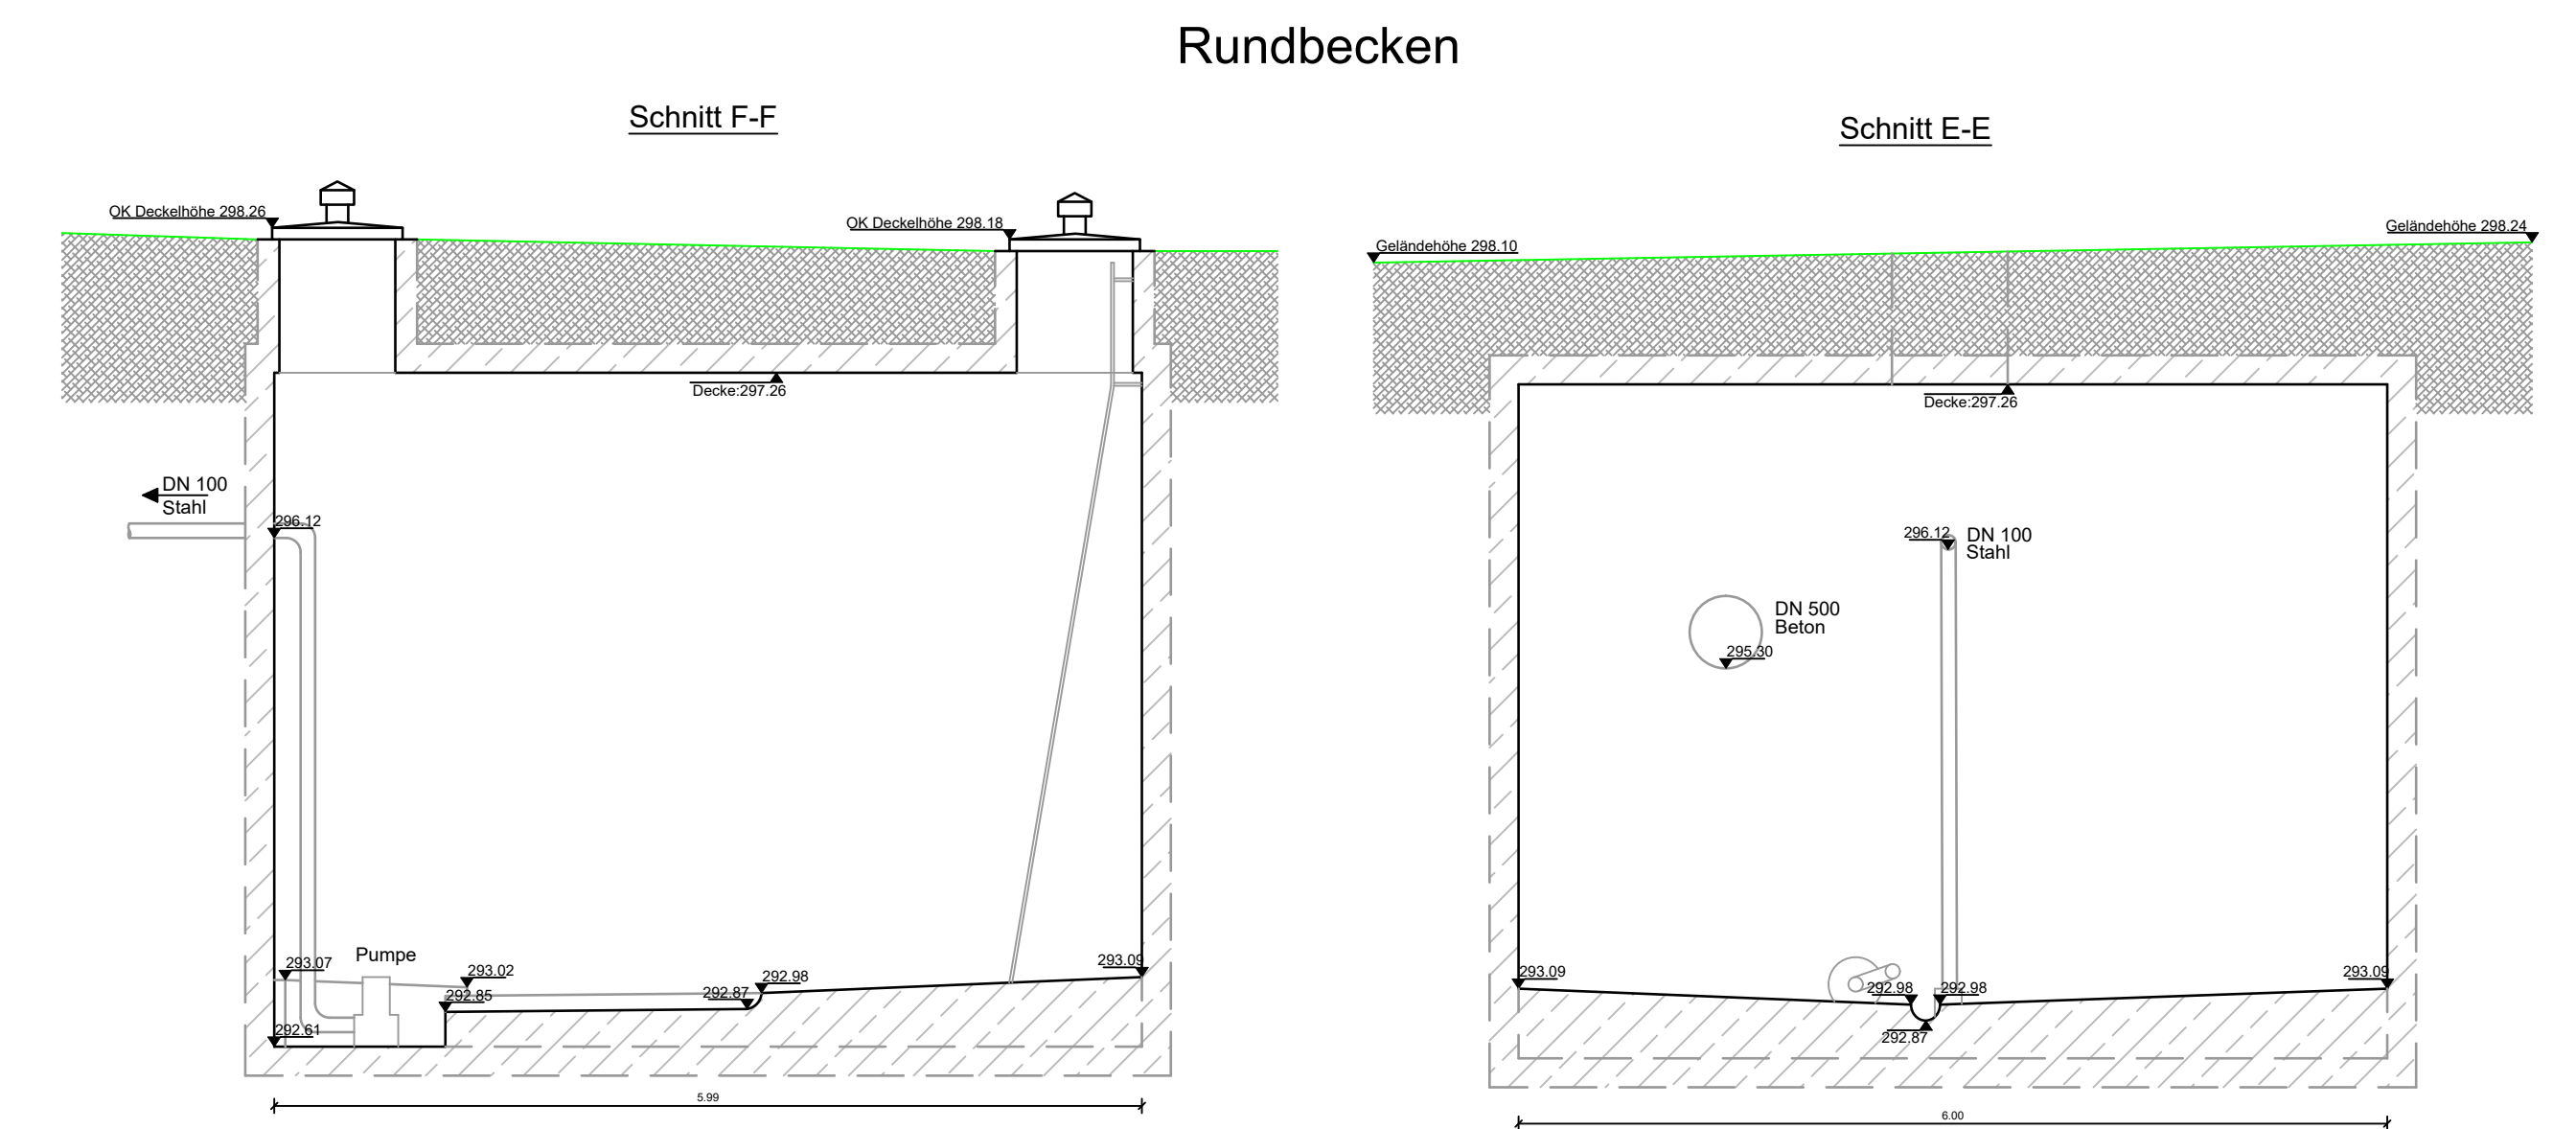 Rundbecken
Schnitt F-F
OK Deckelhöhe 298.26
OK Deckelhöhe 298.18
Decke:297.26
DN 100
Stahl
296.12
Pumpe
293.07
293.02
292.85
292.61
292.87
292.98
293.09
5.99
Schnitt E-E
Geländehöhe 298.10
Geländehöhe 298.24
Decke:297.26
296.12
DN 100
Stahl
DN 500
Beton
295.30
293.09
292.98
292.98
293.09
292.87
6.00